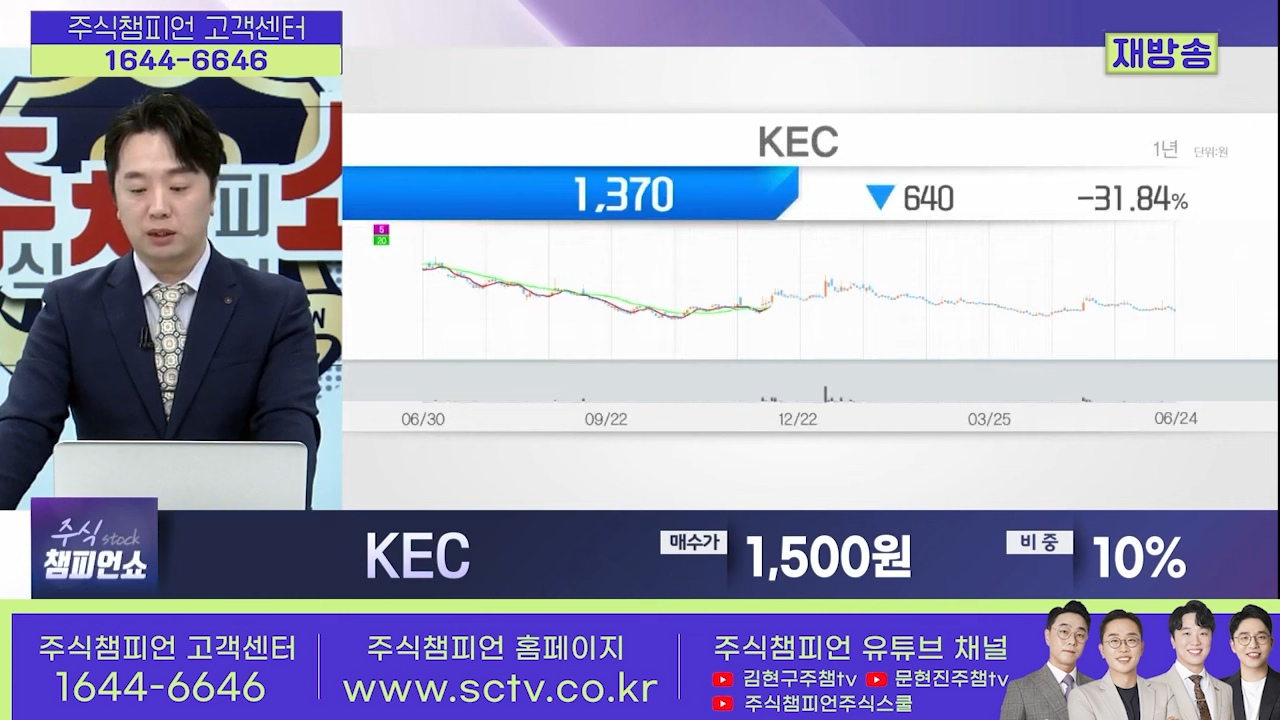 주식챔피언 고객센터
1644-6646
재방송
KEC
1년 단위:원
1,370 ▼640 -31.84%
5
20
06/30 09/22 12/22 03/25 06/24
주식 stock
챔피언쇼
KEC 매수가 1,500원 비중 10%
주식챔피언 고객센터
1644-6646
주식챔피언 홈페이지
www.sctv.co.kr
주식챔피언 유튜브 채널
김현구주챔tv 문현진주챔tv
주식챔피언주식스쿨